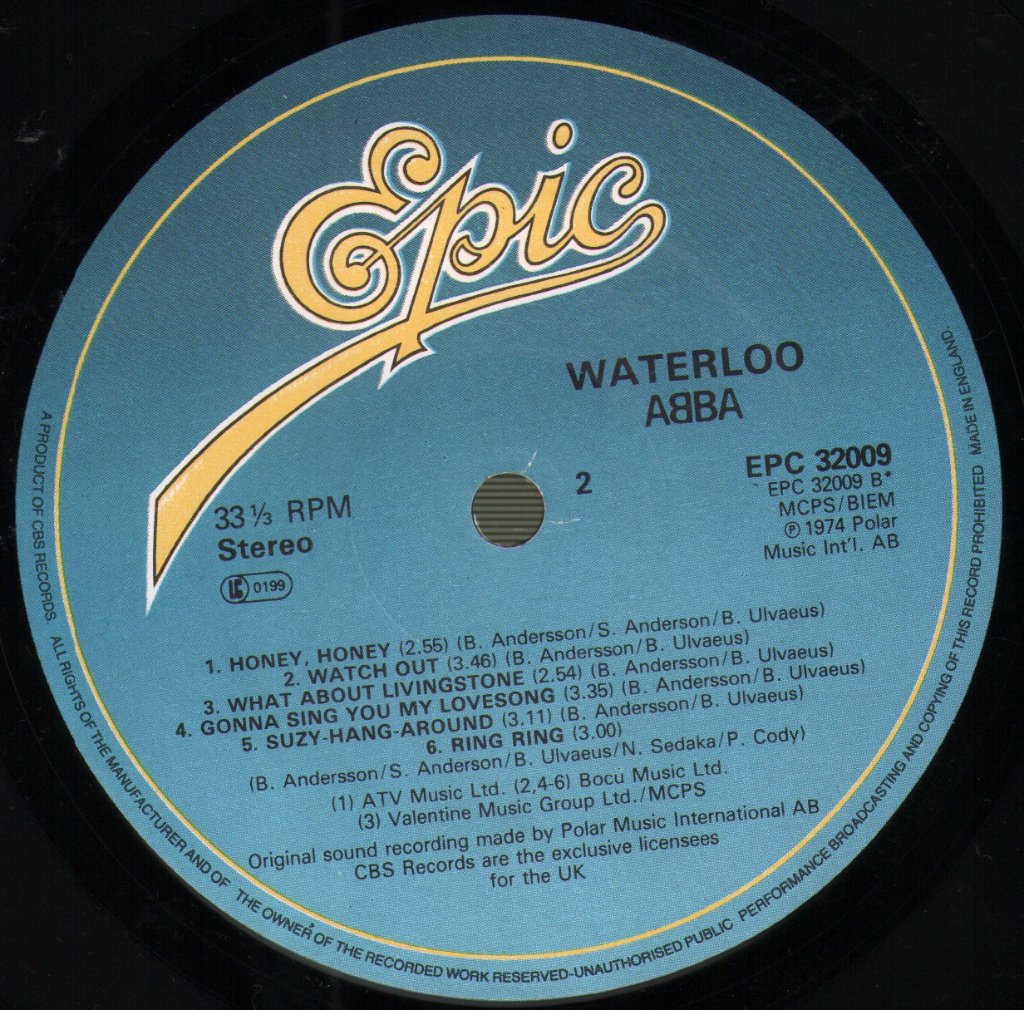 Epic
WATERLOO
ABBA
2
EPC 32009
EPC 32009 B*
MCPS/BIEM
℗ 1974 Polar
Music Int'l. AB
33 ⅓ RPM
Stereo
LC 0199
1. HONEY, HONEY (2.55) (B. Andersson/S. Anderson/B. Ulvaeus)
2. WATCH OUT (3.46) (B. Andersson/B. Ulvaeus)
3. WHAT ABOUT LIVINGSTONE (2.54) (B. Andersson/B. Ulvaeus)
4. GONNA SING YOU MY LOVESONG (3.35) (B. Andersson/B. Ulvaeus)
5. SUZY-HANG-AROUND (3.11) (B. Andersson/B. Ulvaeus)
6. RING RING (3.00)
(B. Andersson/S. Anderson/B. Ulvaeus/N. Sedaka/P. Cody)
(1) ATV Music Ltd. (2,4-6) Bocu Music Ltd.
(3) Valentine Music Group Ltd./MCPS
Original sound recording made by Polar Music International AB
CBS Records are the exclusive licensees
for the UK
A PRODUCT OF CBS RECORDS. ALL RIGHTS OF THE MANUFACTURER AND OF THE OWNER OF THE RECORDED WORK RESERVED-UNAUTHORISED PUBLIC PERFORMANCE BROADCASTING AND COPYING OF THIS RECORD PROHIBITED MADE IN ENGLAND.